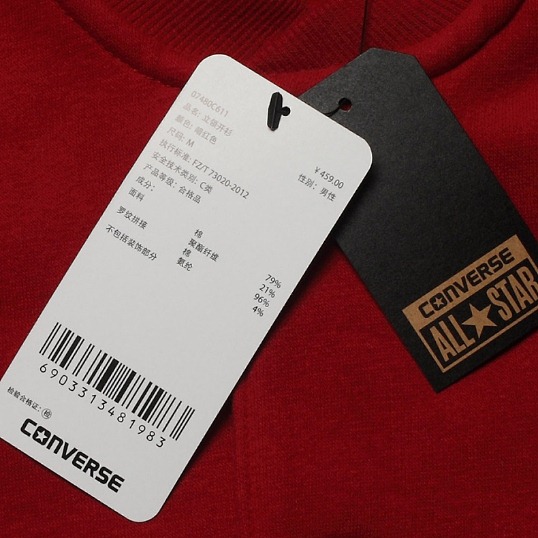 07480C611
品名: 立领开衫
颜色: 暗红色
尺码: M
执行标准: FZ/T 73020-2012
安全技术类别: C类
产品等级: 合格品
¥459.00
性别: 男性
成分:
面料 棉 79%
聚酯纤维 21%
罗纹拼接 棉 96%
氨纶 4%
不包括装饰部分
6903313481983
检验合格证: 检
CONVERSE
CONVERSE
ALL STAR